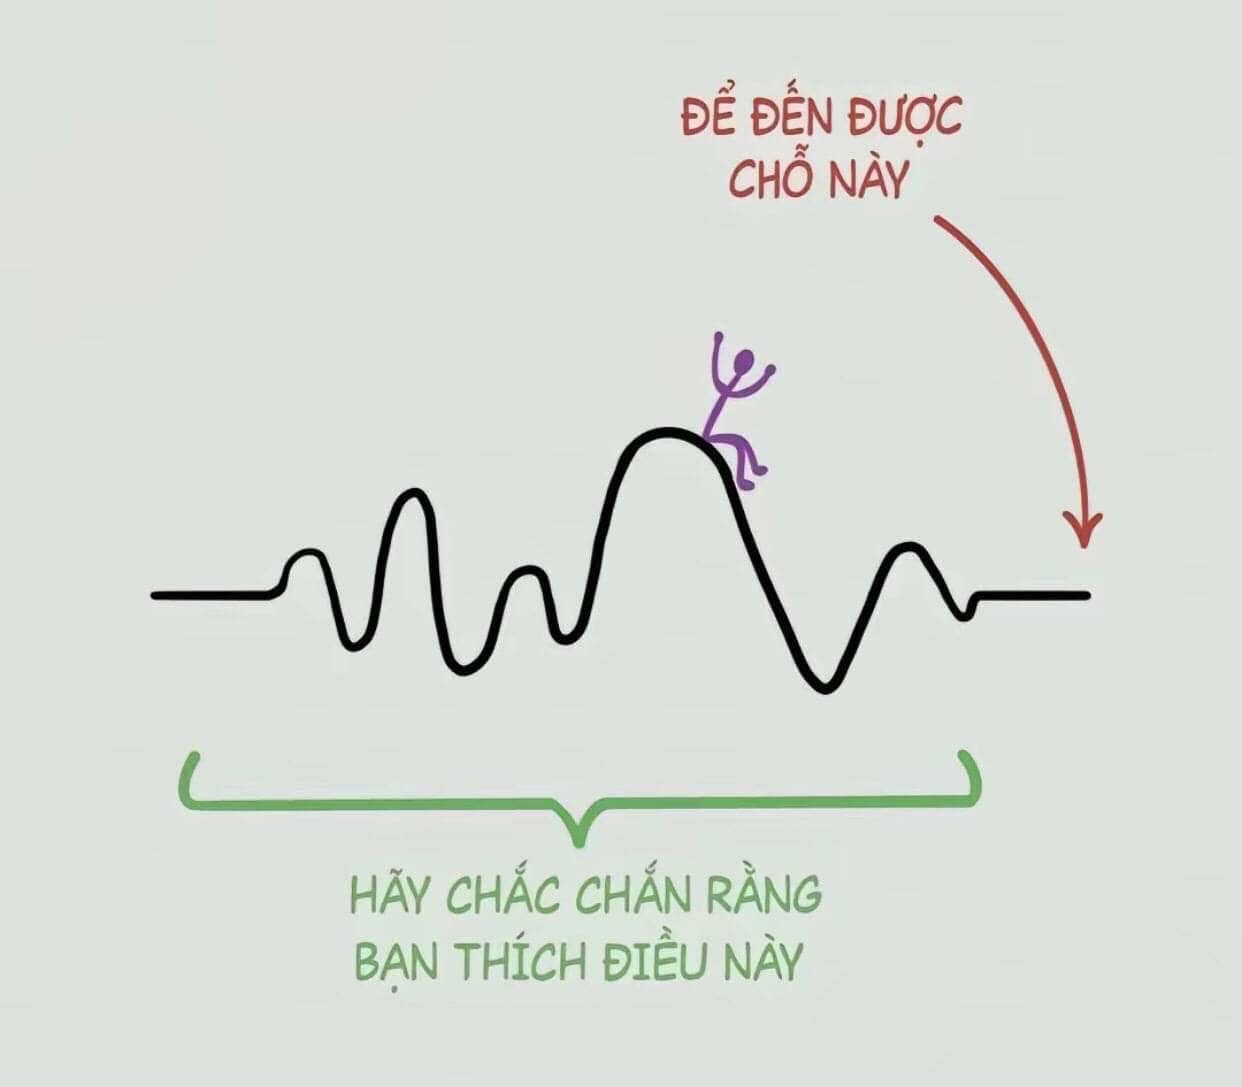 ĐỂ ĐẾN ĐƯỢC
CHỖ NÀY
HÃY CHẮC CHẮN RẰNG
BẠN THÍCH ĐIỀU NÀY